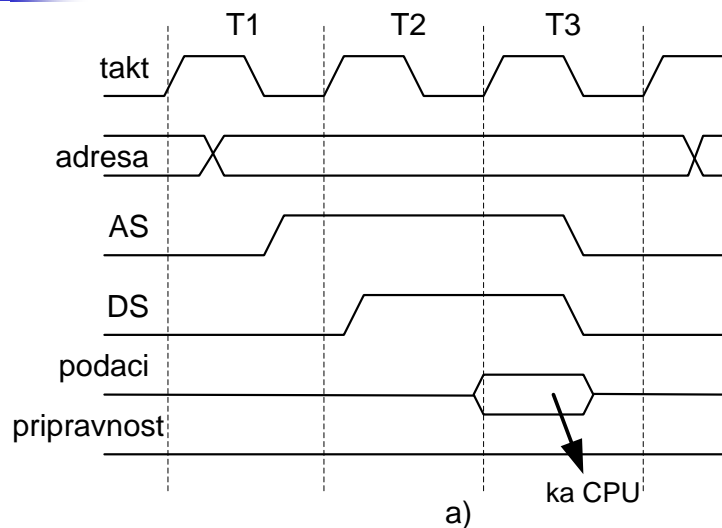 T1 T2 T3
takt
adresa
AS
DS
podaci
pripravnost
ka CPU
a)